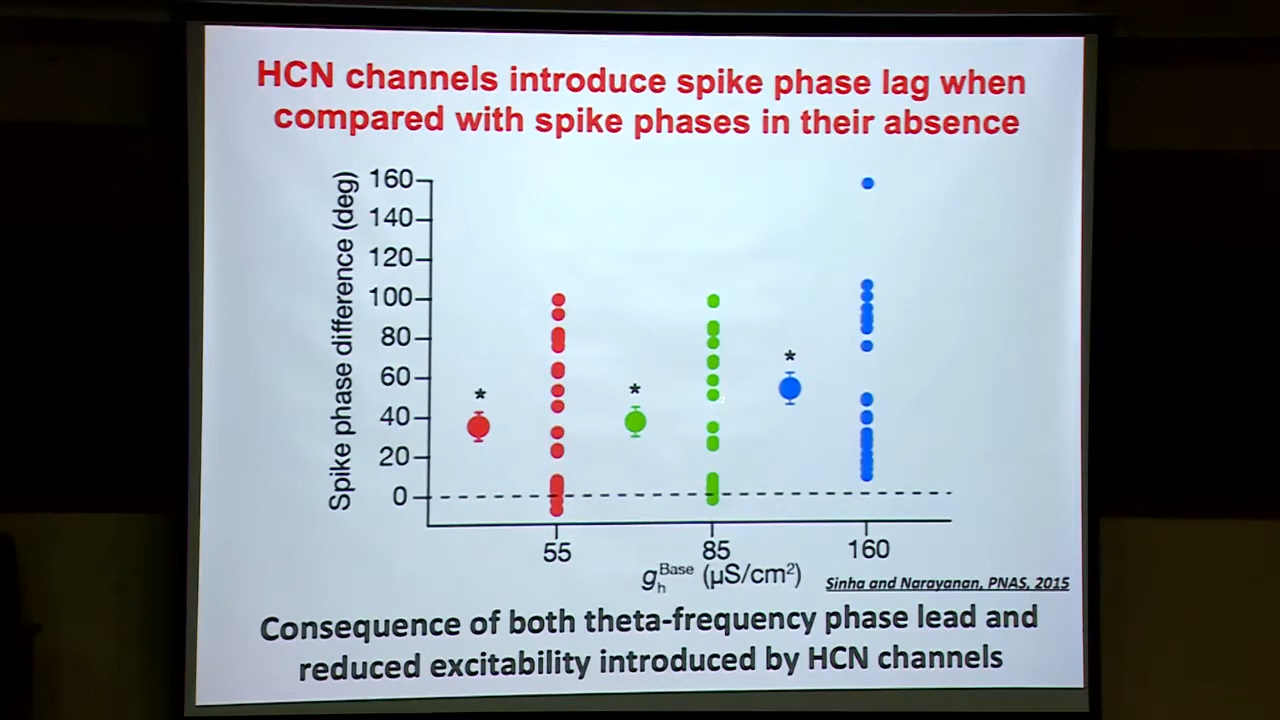 HCN channels introduce spike phase lag when
compared with spike phases in their absence
Spike phase difference (deg)
160
140
120
100
80
60
40
20
0
*
*
*
55
85
160
g_h^Base (μS/cm²)
Sinha and Narayanan, PNAS, 2015
Consequence of both theta-frequency phase lead and
reduced excitability introduced by HCN channels